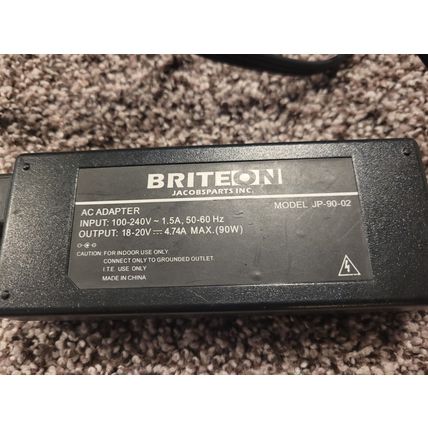 BRITEON
JACOBSPARTS INC.
AC ADAPTER MODEL JP-90-02
INPUT: 100-240V ~ 1.5A, 50-60 Hz
OUTPUT: 18-20V ⎓ 4.74A MAX.(90W)
CAUTION: FOR INDOOR USE ONLY.
CONNECT ONLY TO GROUNDED OUTLET.
I.T.E. USE ONLY
MADE IN CHINA